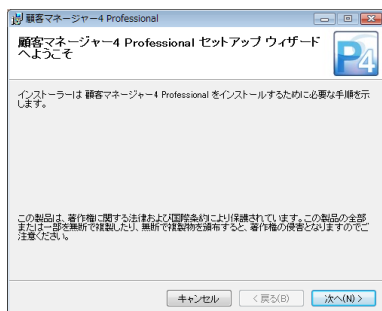 顧客マネージャー4 Professional
顧客マネージャー4 Professional セットアップ ウィザード
へようこそ
P4
インストーラーは 顧客マネージャー4 Professional をインストールするために必要な手順を示
します。
この製品は、著作権に関する法律および国際条約により保護されています。この製品の全部
または一部を無断で複製したり、無断で複製物を頒布すると、著作権の侵害となりますのでご
注意ください。
キャンセル
< 戻る(B)
次へ(N) >